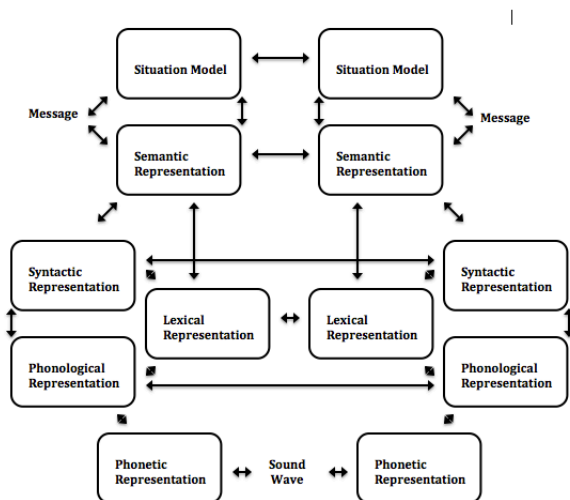 Situation Model
Situation Model
Message
Message
Semantic
Representation
Semantic
Representation
Syntactic
Representation
Syntactic
Representation
Lexical
Representation
Lexical
Representation
Phonological
Representation
Phonological
Representation
Phonetic
Representation
Sound
Wave
Phonetic
Representation